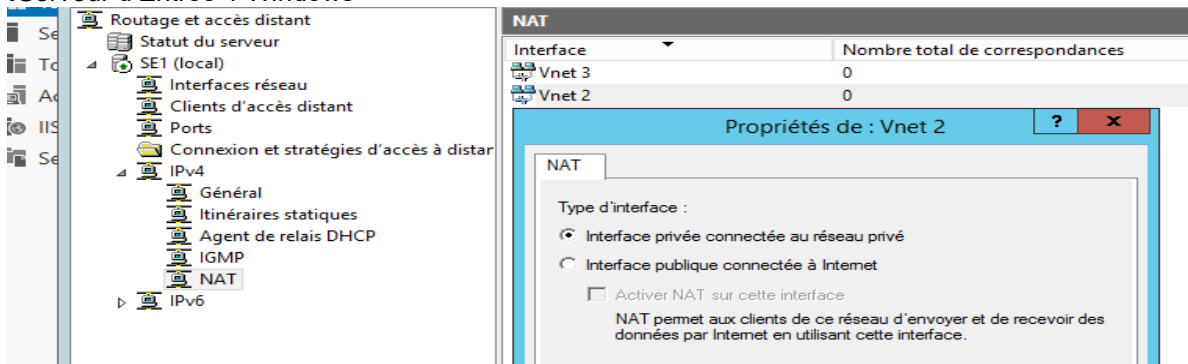 Routage et accès distant
Statut du serveur
SE1 (local)
Interfaces réseau
Clients d'accès distant
Ports
Connexion et stratégies d'accès à distar
IPv4
Général
Itinéraires statiques
Agent de relais DHCP
IGMP
NAT
IPv6
Se
To
IIS
Se
NAT
Interface
Nombre total de correspondances
Vnet 3
0
Vnet 2
0
Propriétés de : Vnet 2
?
x
NAT
Type d'interface :
Interface privée connectée au réseau privé
Interface publique connectée à Internet
Activer NAT sur cette interface
NAT permet aux clients de ce réseau d'envoyer et de recevoir des
données par Internet en utilisant cette interface.